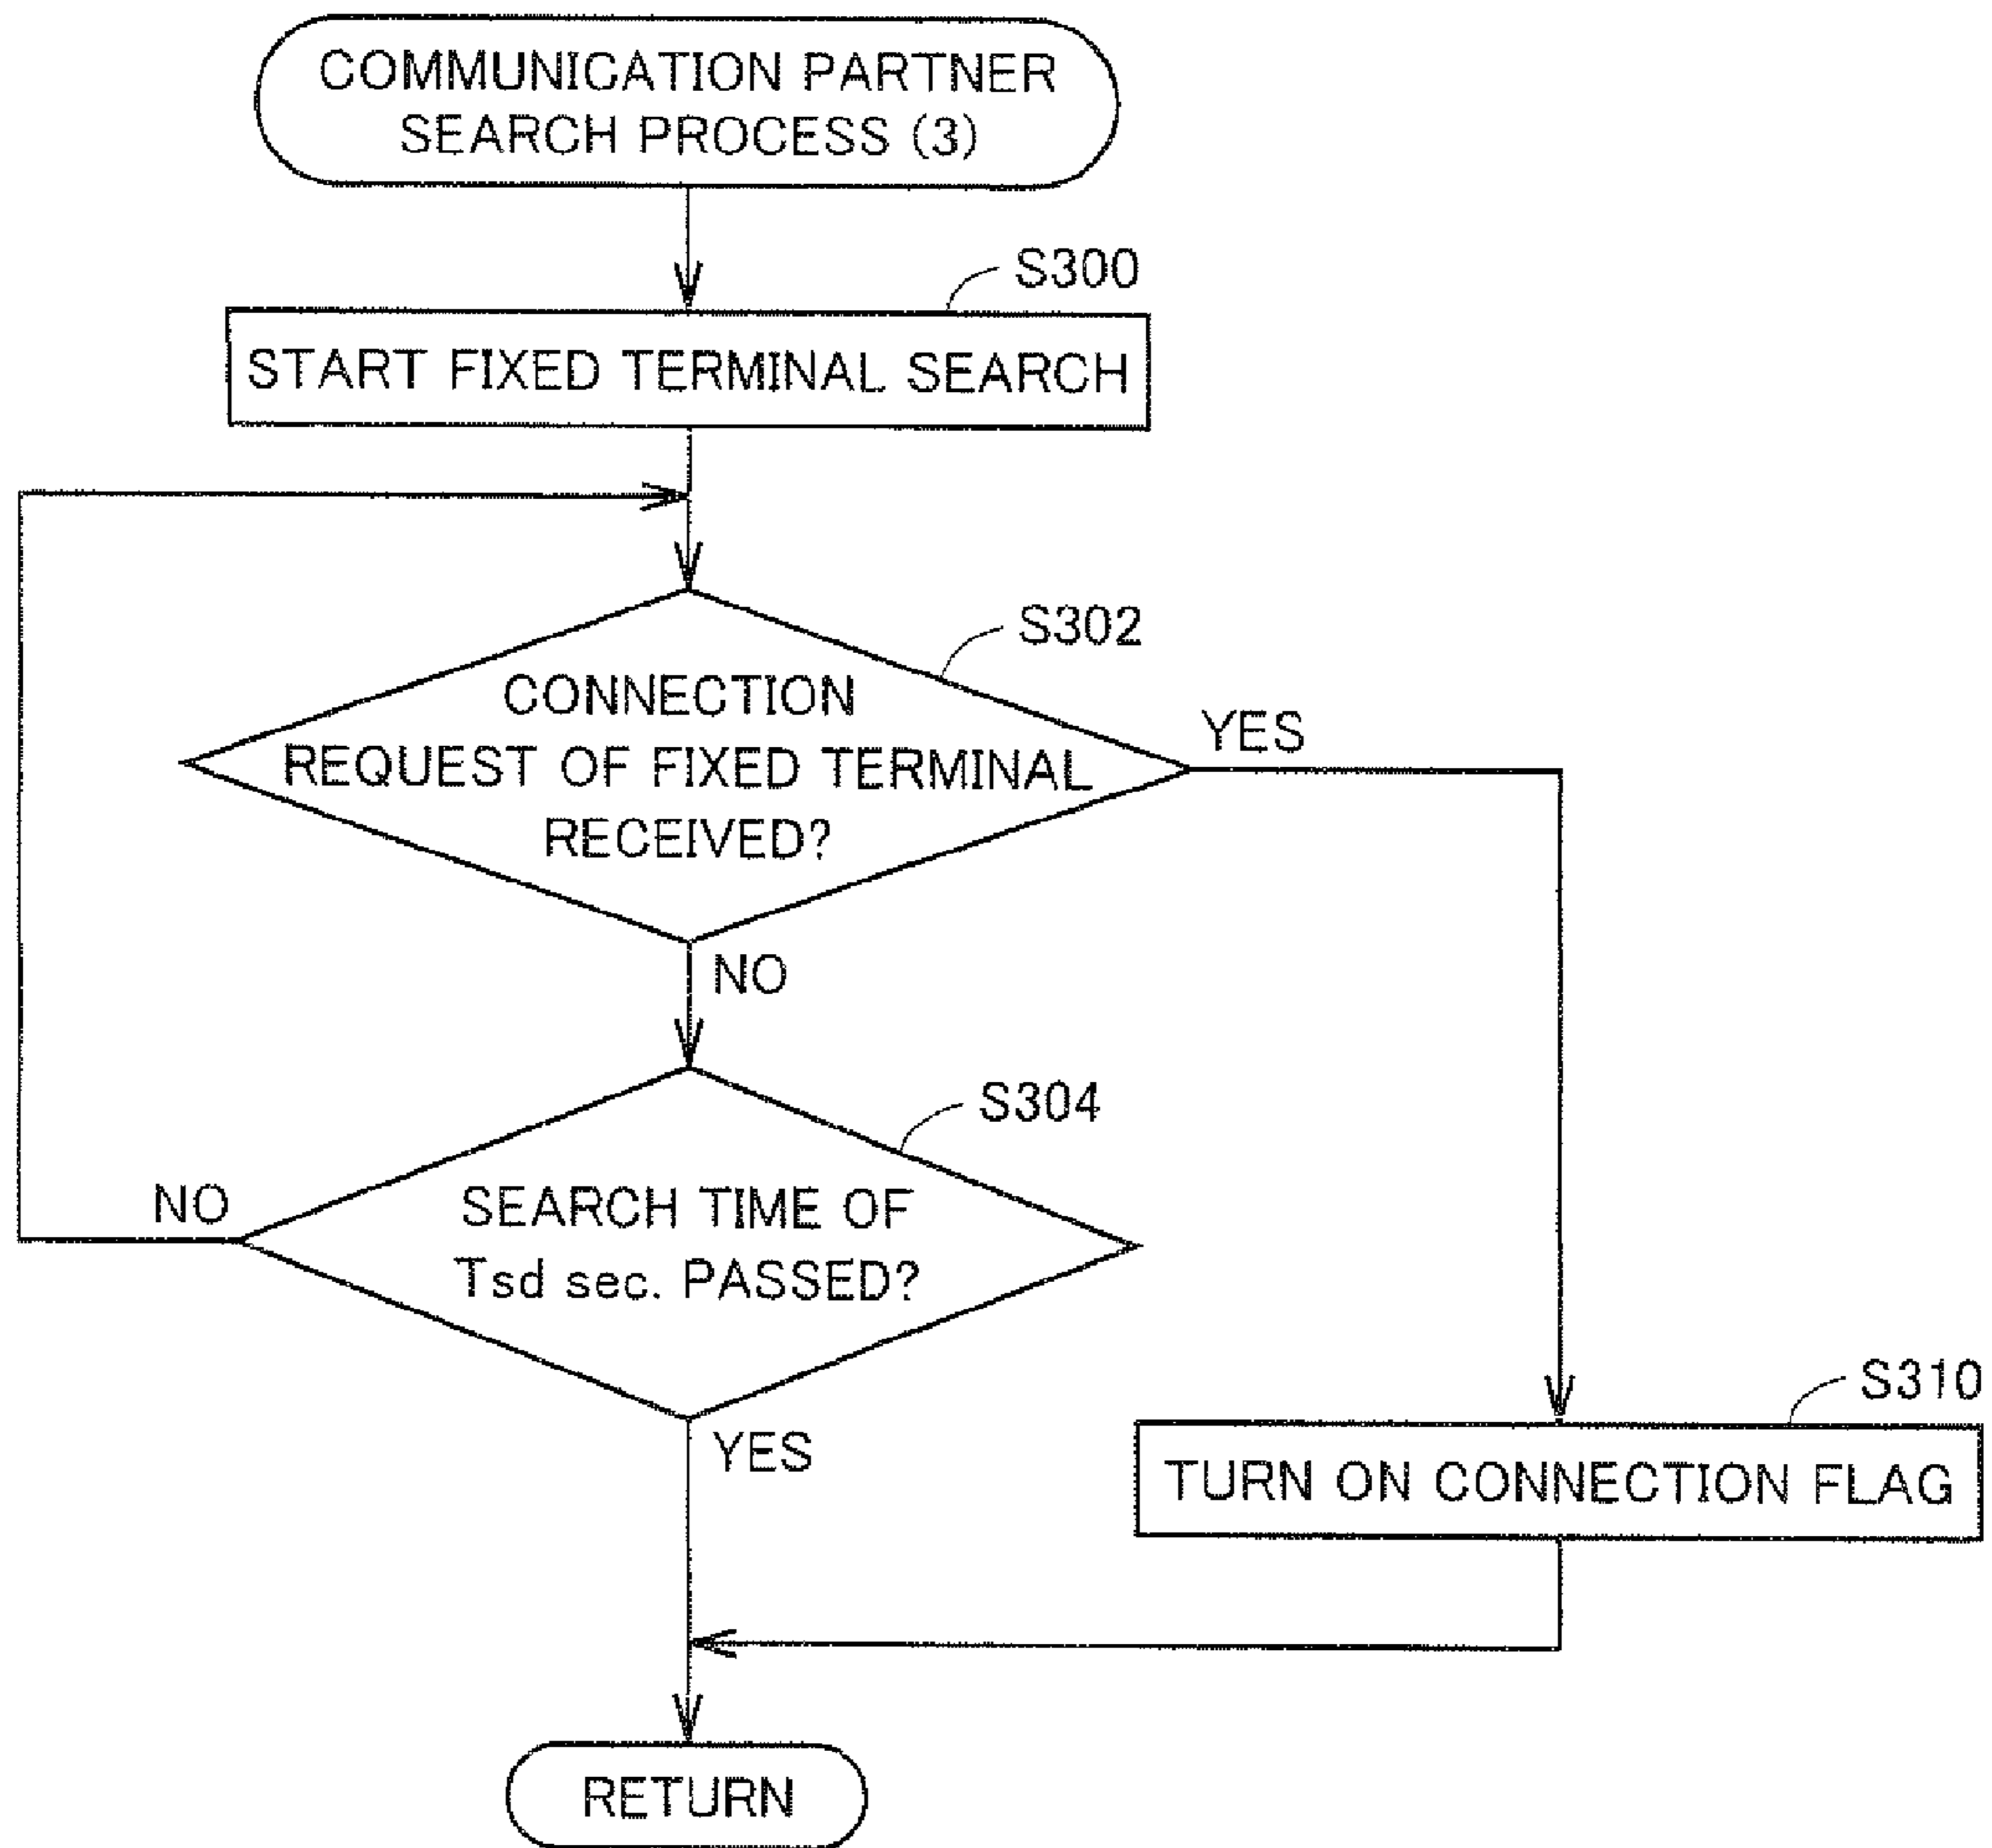 COMMUNICATION PARTNER
SEARCH PROCESS (3)
S300
START FIXED TERMINAL SEARCH
S302
CONNECTION
REQUEST OF FIXED TERMINAL
RECEIVED?
YES
NO
S304
SEARCH TIME OF
Tsd sec. PASSED?
NO
YES
S310
TURN ON CONNECTION FLAG
RETURN